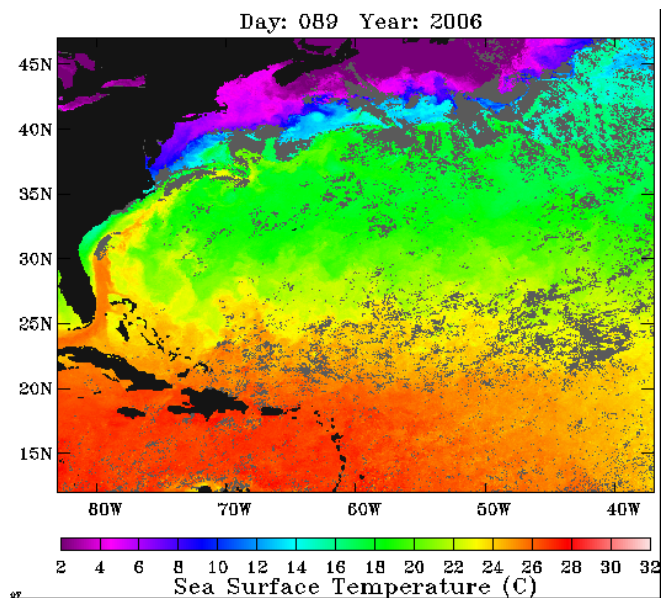 Day: 089 Year: 2006
45N
40N
35N
30N
25N
20N
15N
80W 70W 60W 50W 40W
2 4 6 8 10 12 14 16 18 20 22 24 26 28 30 32
Sea Surface Temperature (C)